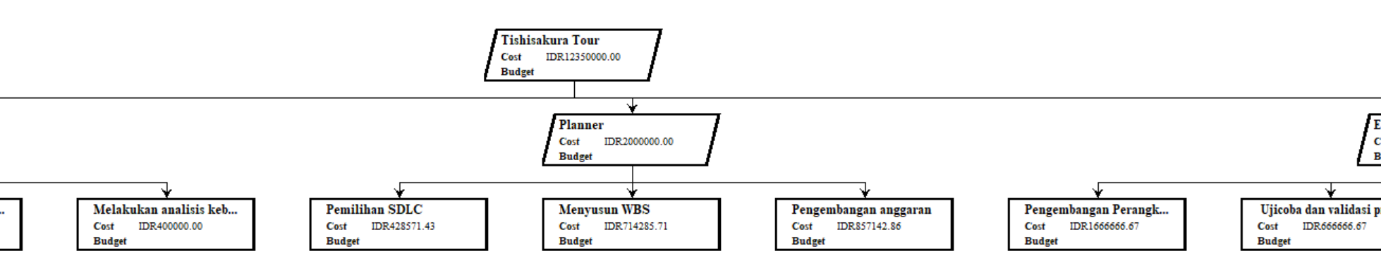 Tishisakura Tour
Cost IDR12350000.00
Budget
Planner
Cost IDR2000000.00
Budget
E
C
B
..
Melakukan analisis keb...
Cost IDR400000.00
Budget
Pemilihan SDLC
Cost IDR428571.43
Budget
Menyusun WBS
Cost IDR714285.71
Budget
Pengembangan anggaran
Cost IDR857142.86
Budget
Pengembangan Perangk...
Cost IDR1666666.67
Budget
Ujicoba dan validasi p
Cost IDR666666.67
Budget